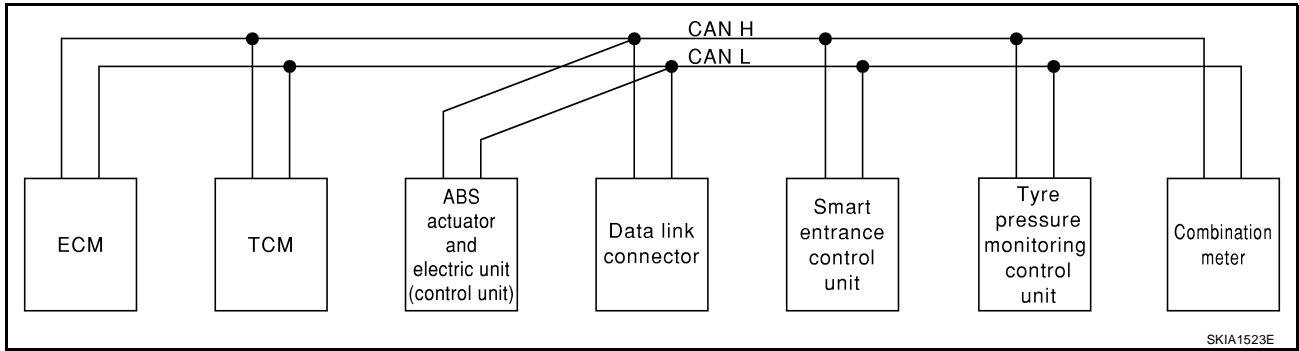 CAN H
CAN L
ECM
TCM
ABS
actuator
and
electric unit
(control unit)
Data link
connector
Smart
entrance
control
unit
Tyre
pressure
monitoring
control
unit
Combination
meter
SKIA1523E